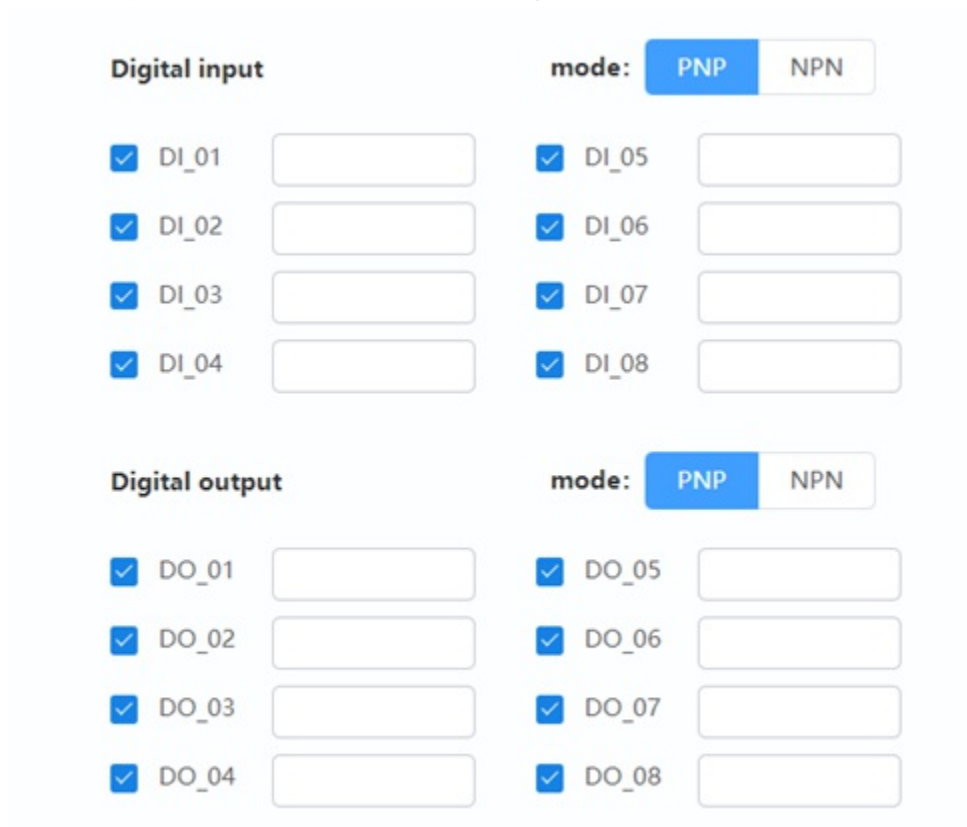 Digital input mode: PNP NPN
DI_01 DI_05
DI_02 DI_06
DI_03 DI_07
DI_04 DI_08
Digital output mode: PNP NPN
DO_01 DO_05
DO_02 DO_06
DO_03 DO_07
DO_04 DO_08